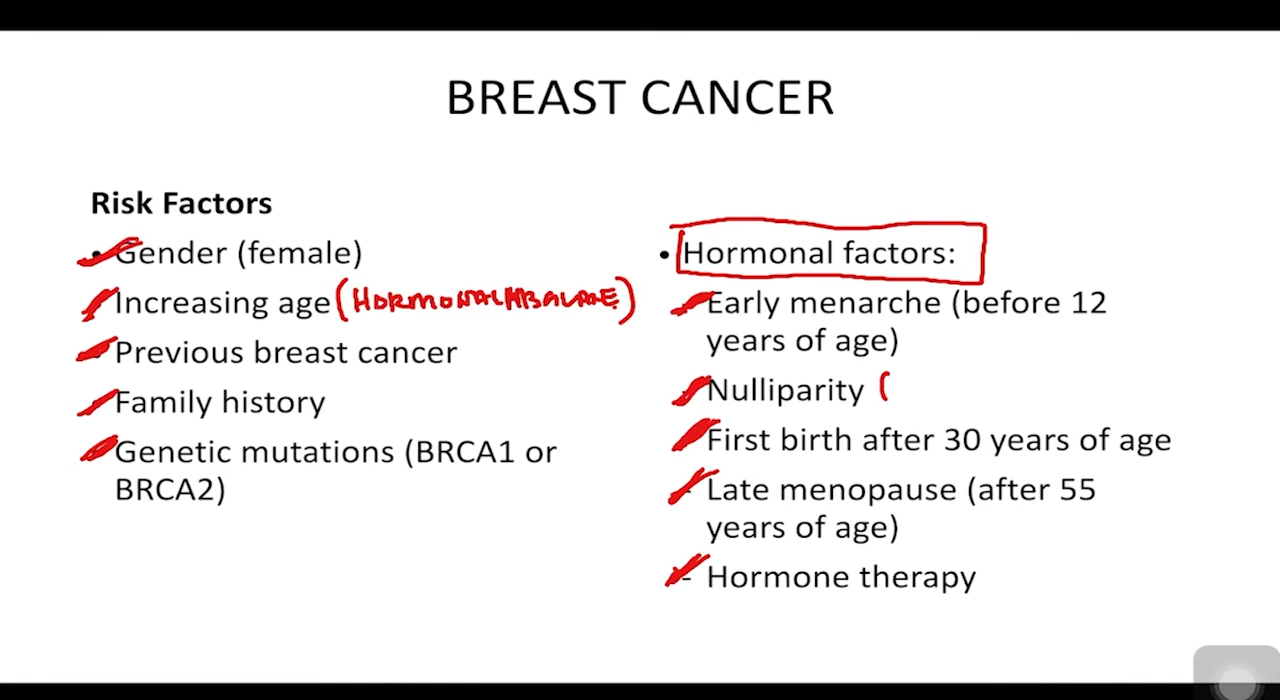 BREAST CANCER
Risk Factors
• Gender (female)
Increasing age (HORMONAL IMBALANCE)
Previous breast cancer
Family history
Genetic mutations (BRCA1 or
BRCA2)
• Hormonal factors:
Early menarche (before 12
years of age)
Nulliparity (
First birth after 30 years of age
- Late menopause (after 55
years of age)
- Hormone therapy